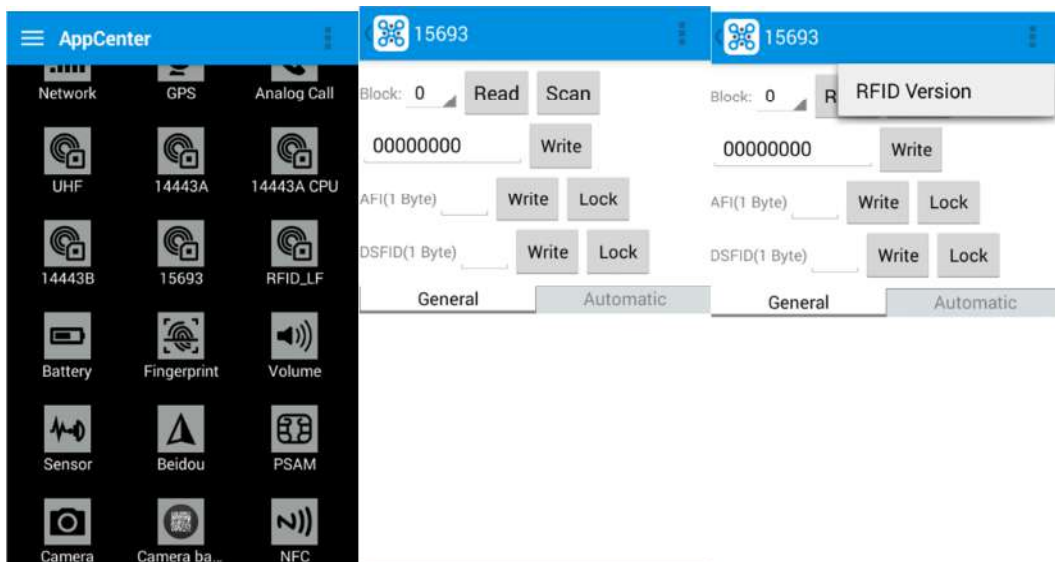 AppCenter
Network GPS Analog Call
UHF 14443A 14443A CPU
14443B 15693 RFID_LF
Battery Fingerprint Volume
Sensor Beidou PSAM
Camera Camera ba... NFC
15693
Block: 0 Read Scan
00000000 Write
AFI(1 Byte) Write Lock
DSFID(1 Byte) Write Lock
General Automatic
15693
RFID Version
Block: 0 R
00000000 Write
AFI(1 Byte) Write Lock
DSFID(1 Byte) Write Lock
General Automatic